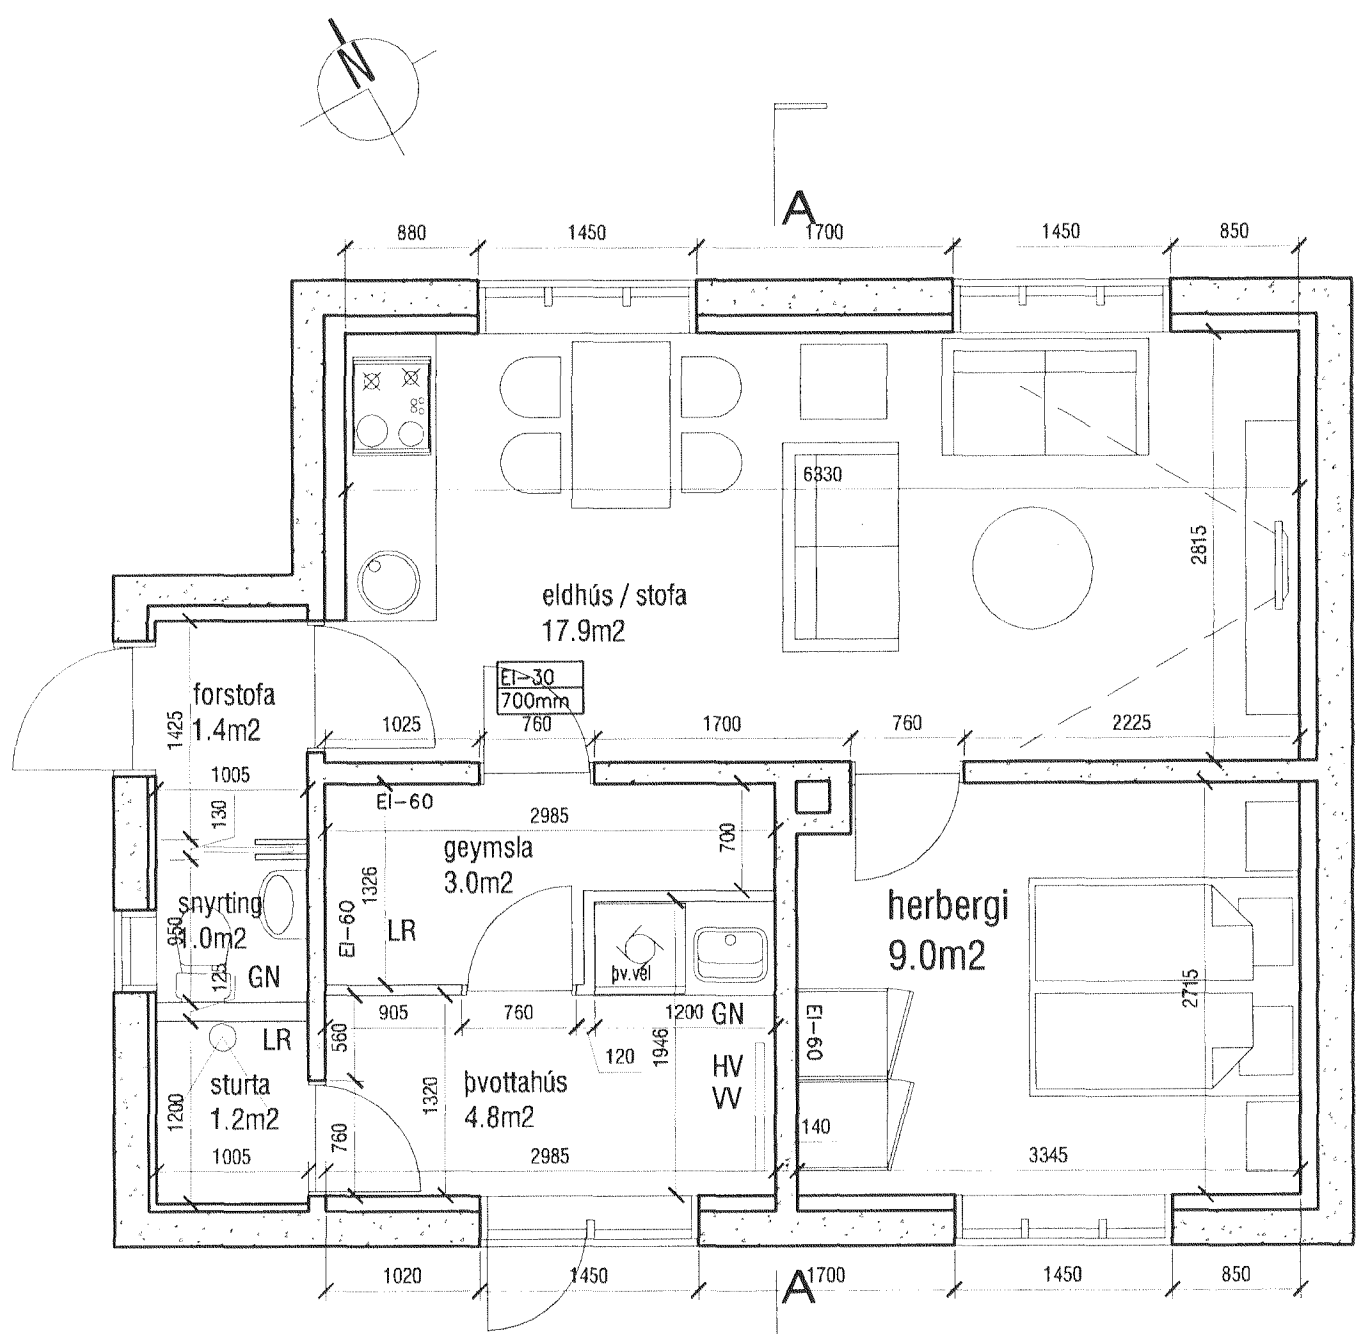 N
A
880
1450
1700
1450
850
6330
2815
eldhús / stofa
17.9m2
EI-30
700mm
forstofa
1.4m2
1425
1025
760
1700
760
2225
1005
130
EI-60
2985
700
geymsla
3.0m2
1326
EI-60
LR
snyrting
1.0m2
950
125
GN
þv.vél
herbergi
9.0m2
2715
905
760
1200
GN
EI-60
LR
560
120
1946
HV
VV
sturta
1.2m2
1200
1320
þvottahús
4.8m2
760
140
1005
2985
3345
1020
1450
1700
1450
850
A